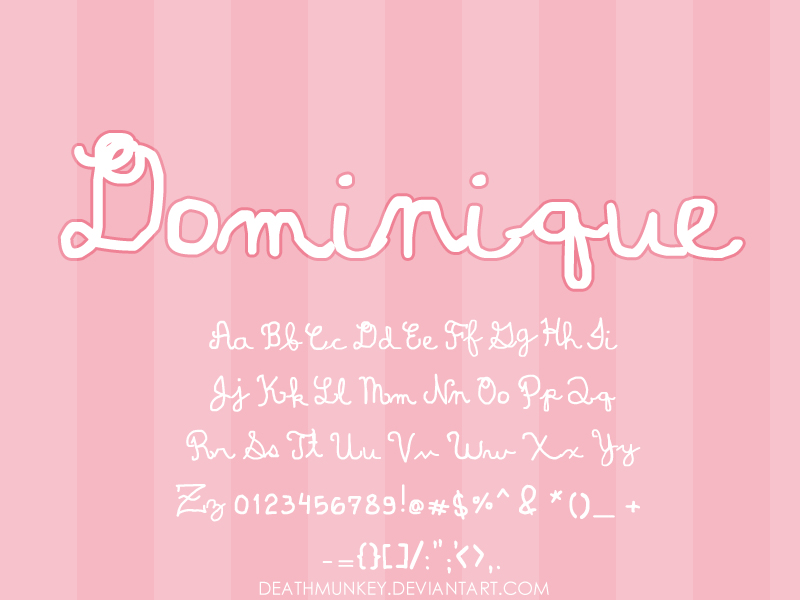 Dominique
Aa Bb Cc Dd Ee Ff Gg Hh Ii
Jj Kk Ll Mm Nn Oo Pp Qq
Rr Ss Tt Uu Vv Ww Xx Yy
Zz 0123456789!@#$%^&*()_+
-={}[]/:";'<>,.
DEATHMUNKEY.DEVIANTART.COM